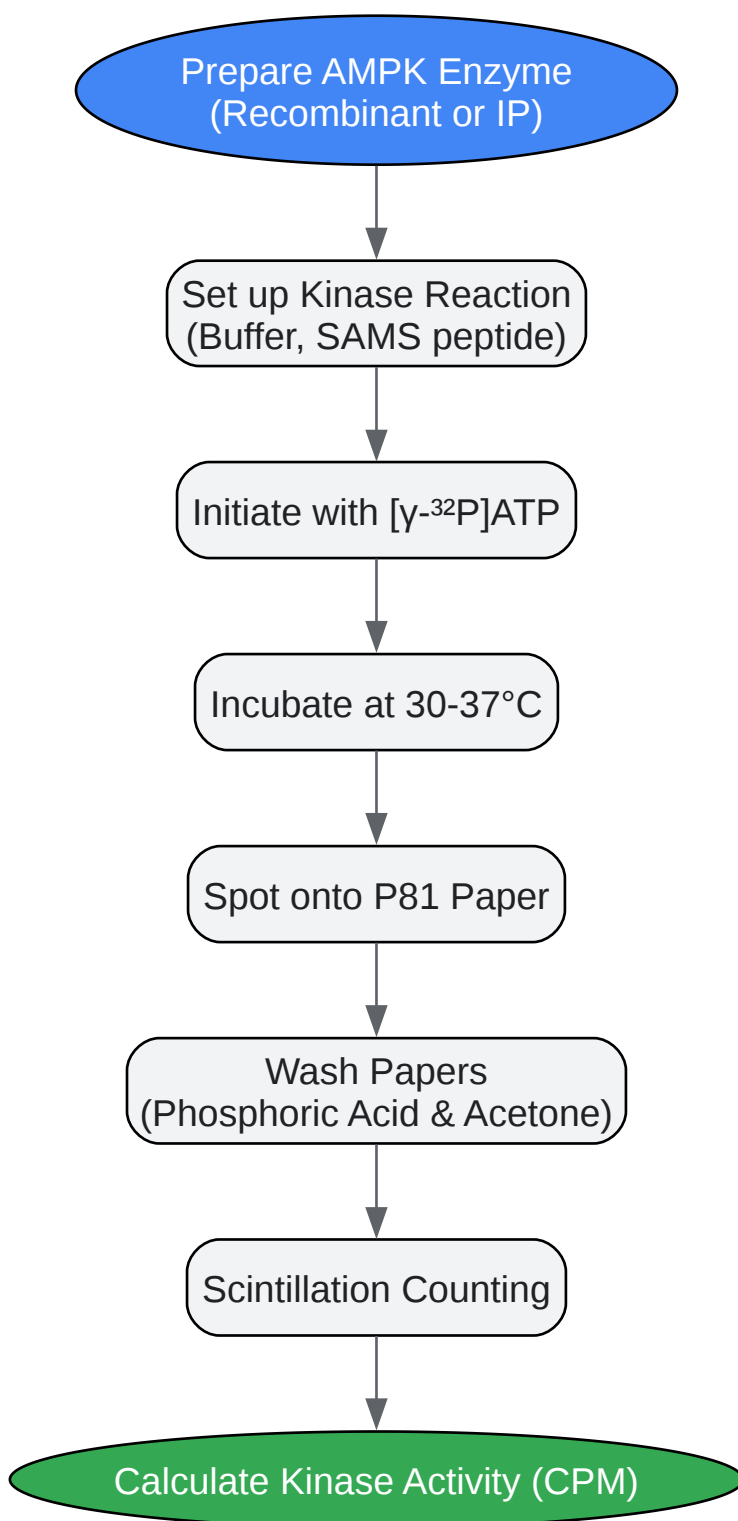 Prepare AMPK Enzyme
(Recombinant or IP)
Set up Kinase Reaction
(Buffer, SAMS peptide)
Initiate with [γ-³²P]ATP
Incubate at 30-37°C
Spot onto P81 Paper
Wash Papers
(Phosphoric Acid & Acetone)
Scintillation Counting
Calculate Kinase Activity (CPM)